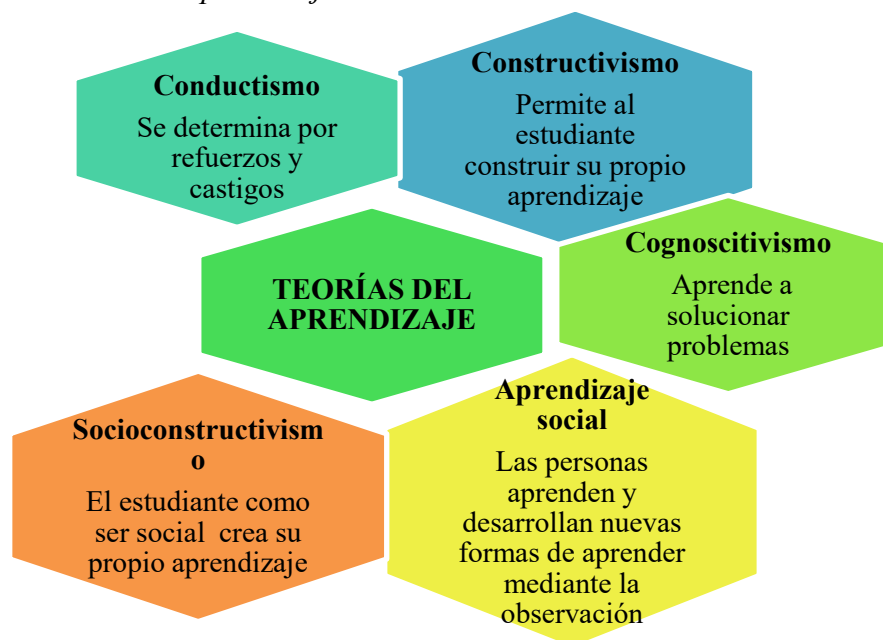 Conductismo
Se determina por
refuerzos y
castigos
Constructivismo
Permite al
estudiante
construir su propio
aprendizaje
Cognoscitivismo
Aprende a
solucionar
problemas
TEORÍAS DEL
APRENDIZAJE
Aprendizaje
social
Las personas
aprenden y
desarrollan nuevas
formas de aprender
mediante la
observación
Socioconstructivism
o
El estudiante como
ser social crea su
propio aprendizaje